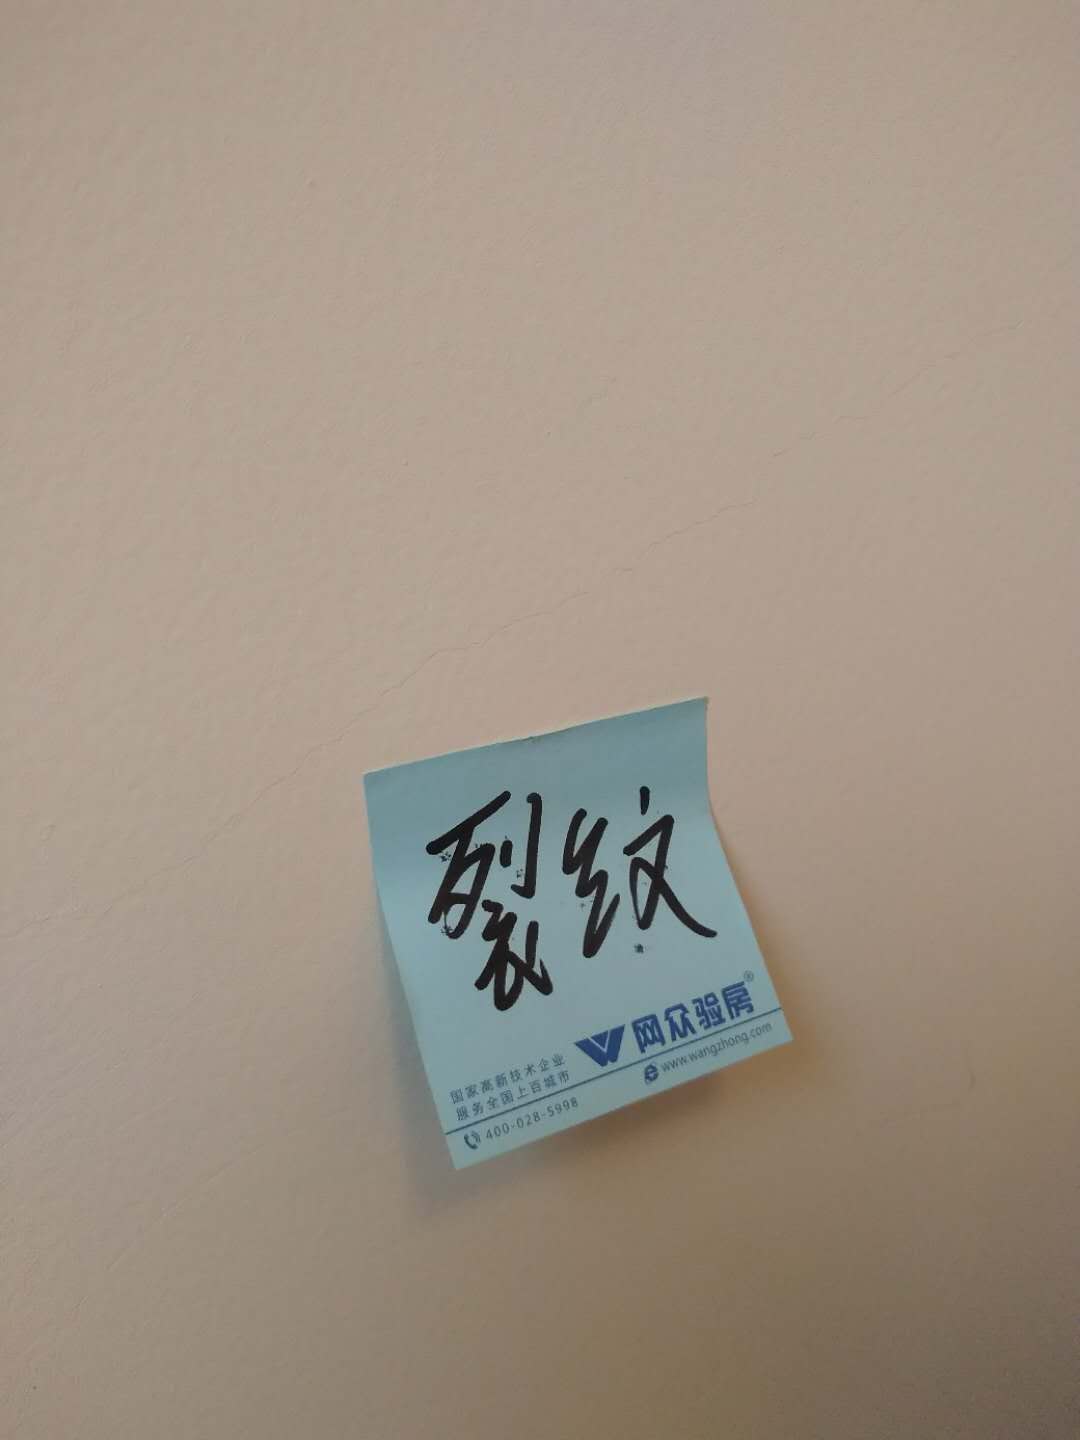 裂纹
网众验房®
国家高新技术企业
服务全国上百城市
www.wangzhong.com
400-028-5998